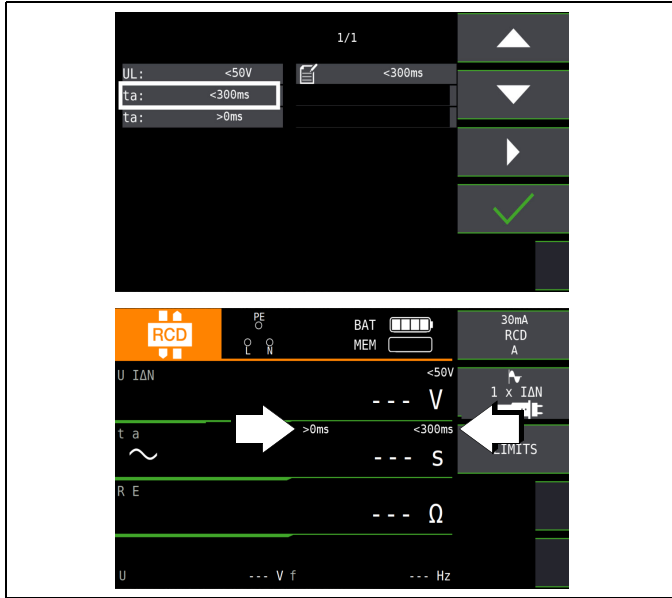 1/1
UL: <50V
<300ms
ta: <300ms
ta: >0ms
RCD
PE
L N
BAT
MEM
30mA
RCD
A
U IΔN
<50V
--- V
1 x IΔN
t a
>0ms
<300ms
--- s
LIMITS
R E
--- Ω
U --- V f --- Hz